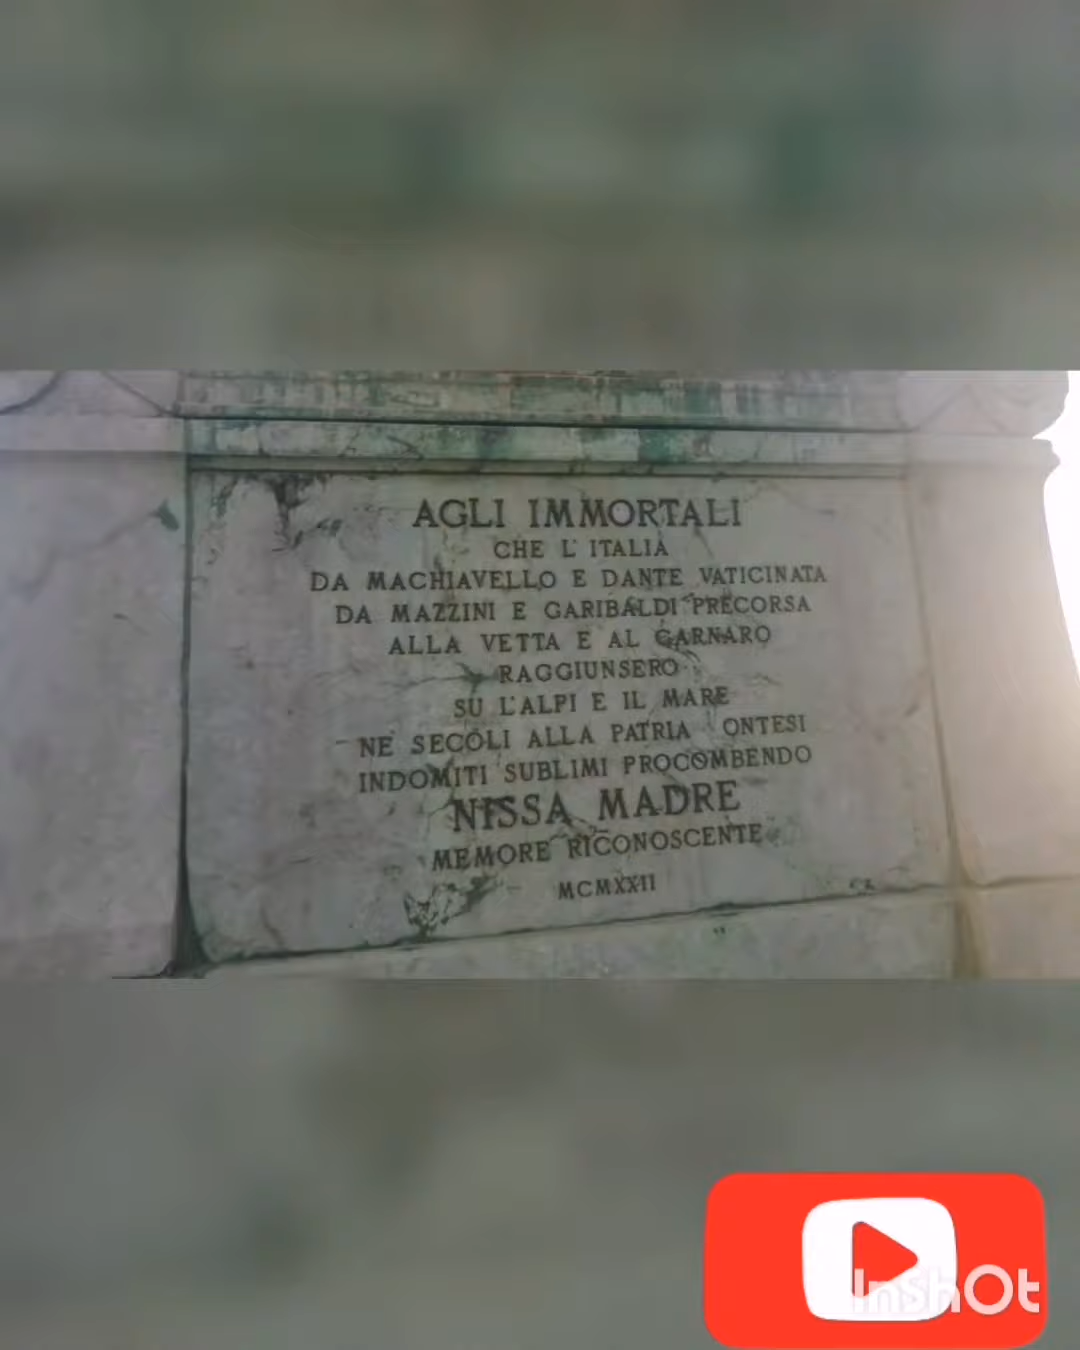 AGLI IMMORTALI
CHE L' ITALIA
DA MACHIAVELLO E DANTE VATICINATA
DA MAZZINI E GARIBALDI PRECORSA
ALLA VETTA E AL CARNARO
RAGGIUNSERO
SU L'ALPI E IL MARE
NE SECOLI ALLA PATRIA ONTESI
INDOMITI SUBLIMI PROCOMBENDO
NISSA MADRE
MEMORE RICONOSCENTE
MCMXXII
InShOt